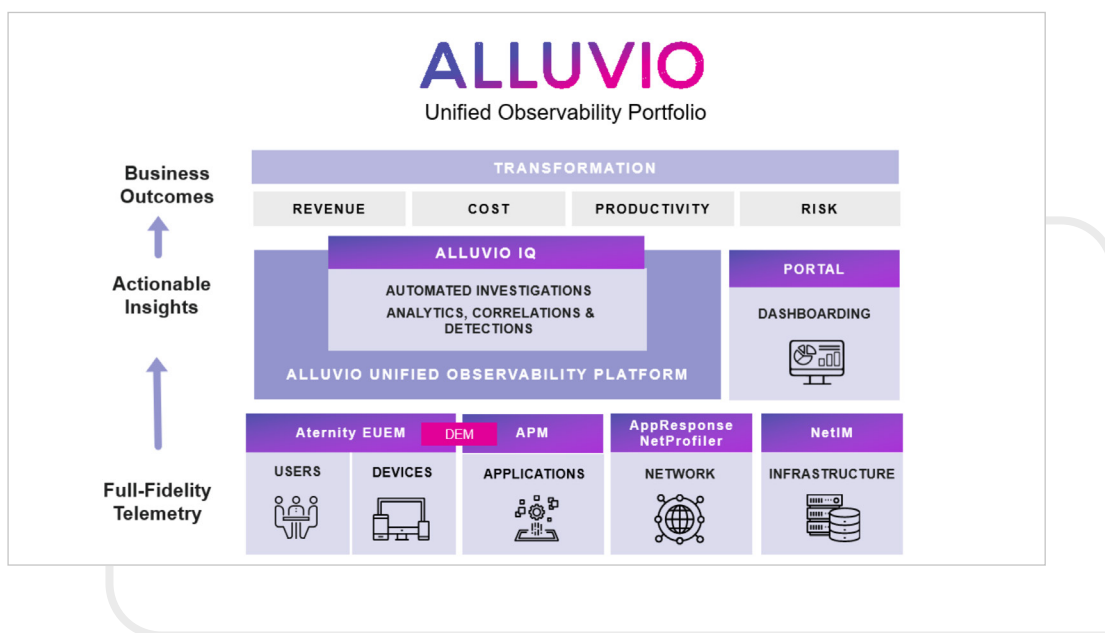 ALLUVIO
Unified Observability Portfolio
Business
Outcomes
TRANSFORMATION
REVENUE
COST
PRODUCTIVITY
RISK
Actionable
Insights
ALLUVIO IQ
AUTOMATED INVESTIGATIONS
ANALYTICS, CORRELATIONS &
DETECTIONS
ALLUVIO UNIFIED OBSERVABILITY PLATFORM
PORTAL
DASHBOARDING
Full-Fidelity
Telemetry
Aternity EUEM
DEM
APM
AppResponse
NetProfiler
NetIM
USERS
DEVICES
APPLICATIONS
NETWORK
INFRASTRUCTURE